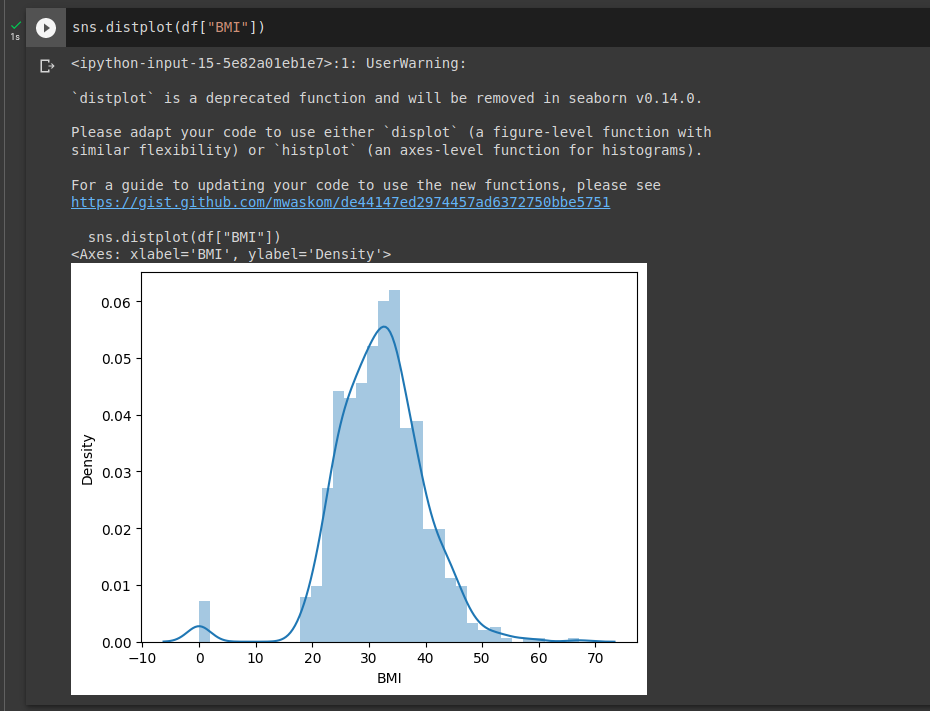 sns.distplot(df["BMI"])
1s
<ipython-input-15-5e82a01eb1e7>:1: UserWarning:
`distplot` is a deprecated function and will be removed in seaborn v0.14.0.
Please adapt your code to use either `displot` (a figure-level function with
similar flexibility) or `histplot` (an axes-level function for histograms).
For a guide to updating your code to use the new functions, please see
https://gist.github.com/mwaskom/de44147ed2974457ad6372750bbe5751
sns.distplot(df["BMI"])
<Axes: xlabel='BMI', ylabel='Density'>
0.06
0.05
0.04
0.03
0.02
0.01
0.00
Density
−10 0 10 20 30 40 50 60 70
BMI